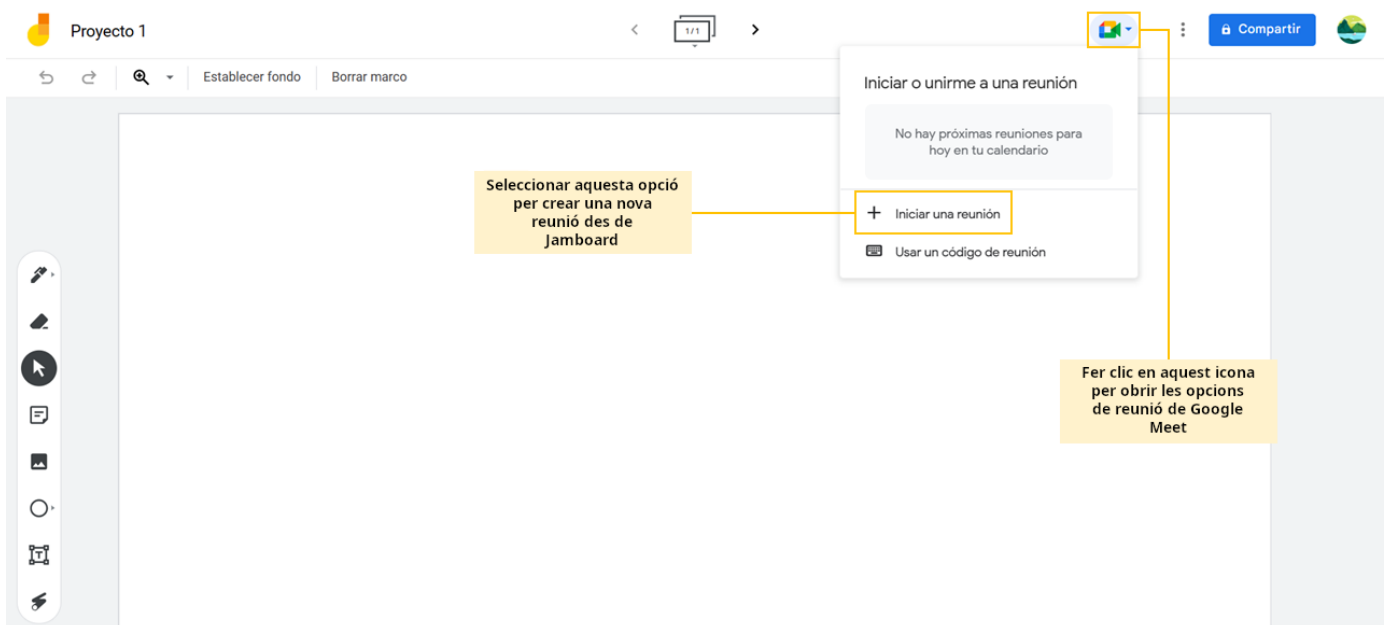 Proyecto 1
1/1
Compartir
Establecer fondo
Borrar marco
Iniciar o unirme a una reunión
No hay próximas reuniones para
hoy en tu calendario
Iniciar una reunión
Usar un código de reunión
Seleccionar aquesta opció
per crear una nova
reunió des de
Jamboard
Fer clic en aquest icona
per obrir les opcions
de reunió de Google
Meet
T